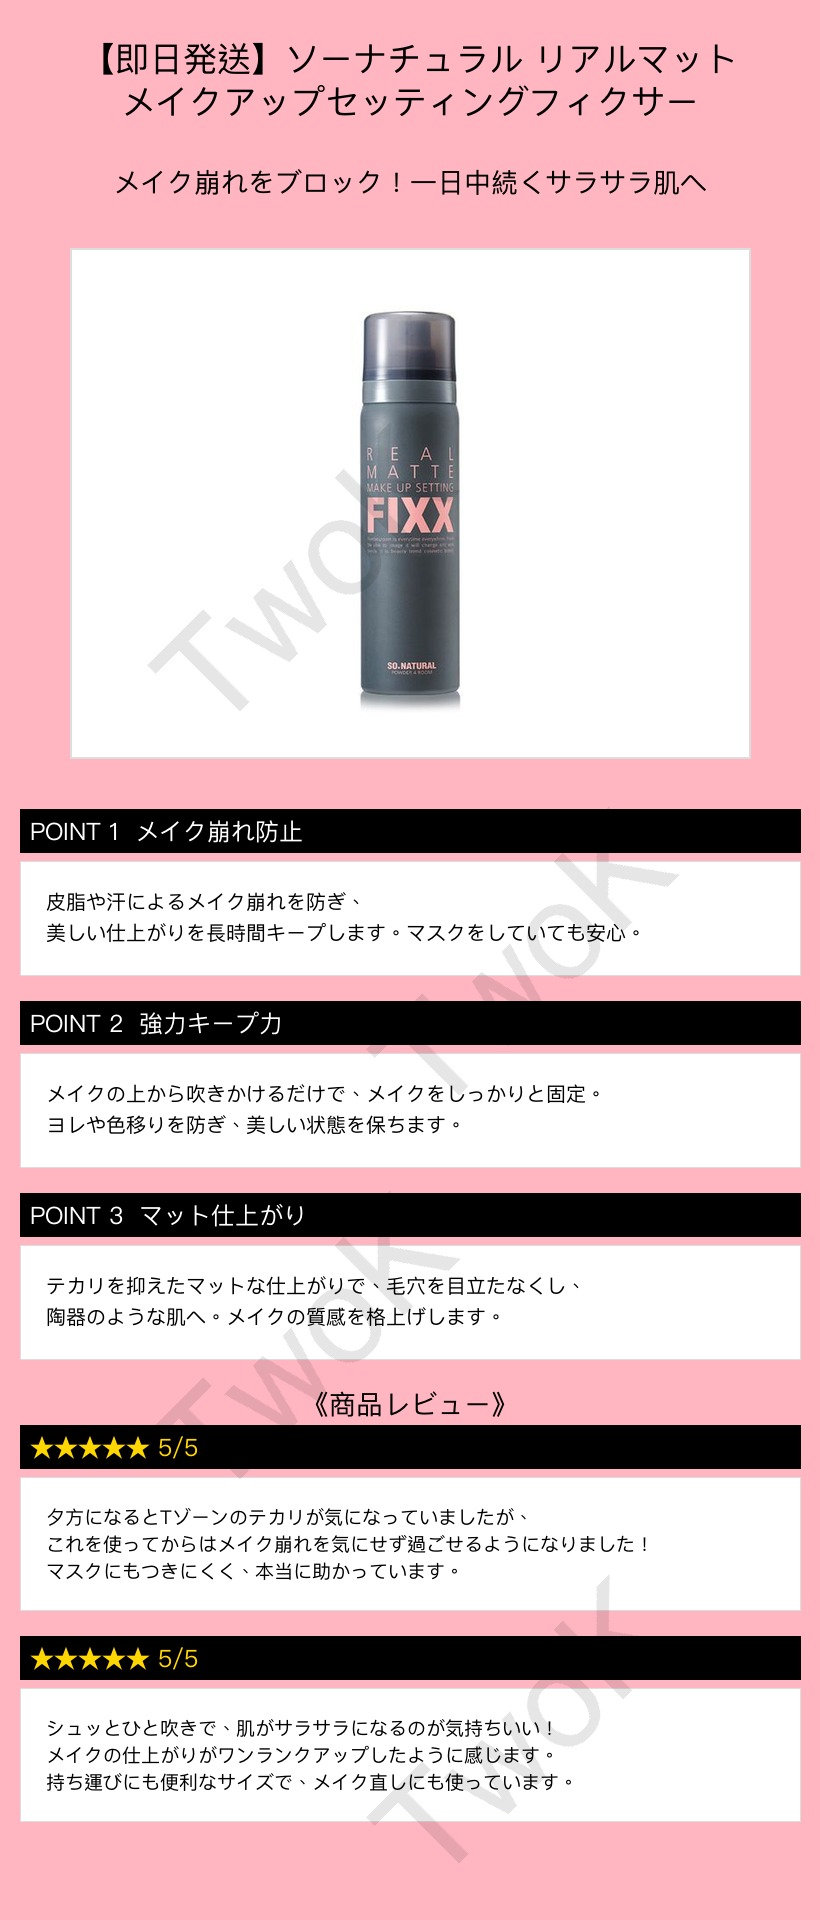 【即日発送】ソーナチュラル リアルマット
メイクアップセッティングフィクサー
メイク崩れをブロック！一日中続くサラサラ肌へ
REAL
MATTE
MAKE UP SETTING
FIXX
SO,NATURAL
POWDER & ROOM
POINT 1 メイク崩れ防止
皮脂や汗によるメイク崩れを防ぎ、
美しい仕上がりを長時間キープします。マスクをしていても安心。
POINT 2 強力キープ力
メイクの上から吹きかけるだけで、メイクをしっかりと固定。
ヨレや色移りを防ぎ、美しい状態を保ちます。
POINT 3 マット仕上がり
テカリを抑えたマットな仕上がりで、毛穴を目立たなくし、
陶器のような肌へ。メイクの質感を格上げします。
《商品レビュー》
★★★★★ 5/5
夕方になるとTゾーンのテカリが気になっていましたが、
これを使ってからはメイク崩れを気にせず過ごせるようになりました！
マスクにもつきにくく、本当に助かっています。
★★★★★ 5/5
シュッとひと吹きで、肌がサラサラになるのが気持ちいい！
メイクの仕上がりがワンランクアップしたように感じます。
持ち運びにも便利なサイズで、メイク直しにも使っています。
Twok
Twok
Twok
Twok